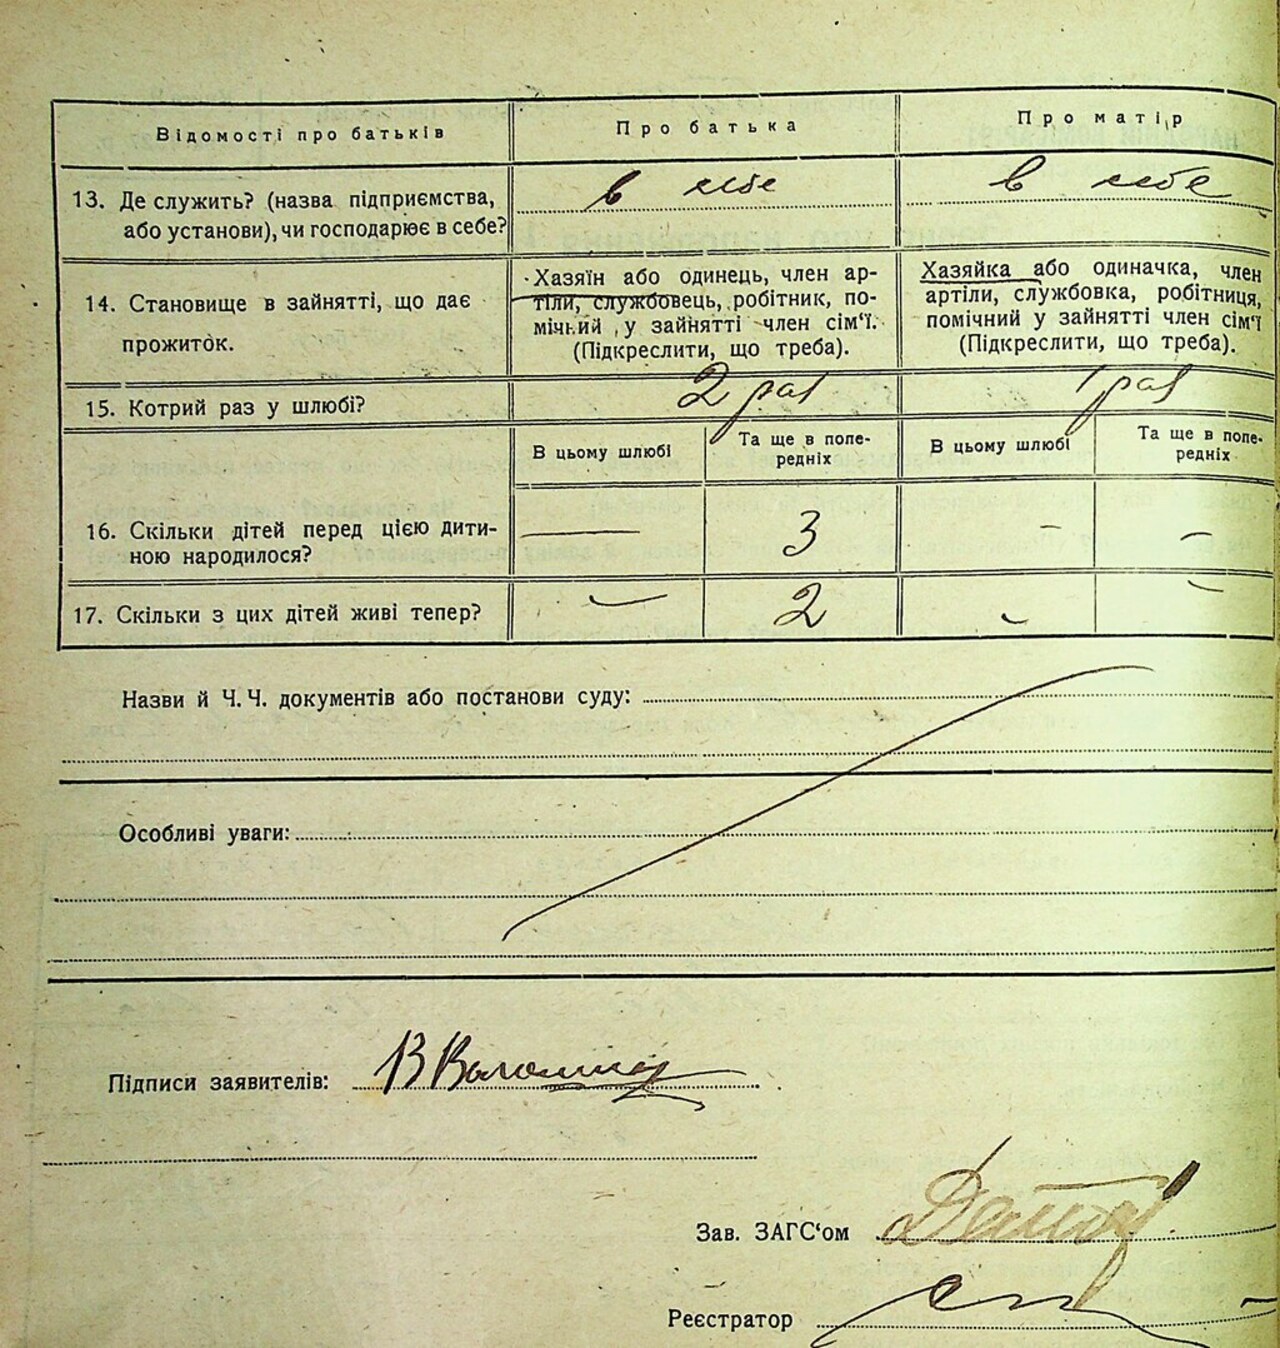 Відомості про батьків Про батька Про матір
13. Де служить? (назва підприємства, в себе в себе
або установи), чи господарює в себе?
14. Становище в зайнятті, що дає
прожиток.
Хазяїн або одинець, член ар-
тіли, службовець, робітник, по-
мічний у зайнятті член сім'ї.
(Підкреслити, що треба).
Хазяйка або одиначка, член
артіли, службовка, робітниця,
помічний у зайнятті член сім'ї
(Підкреслити, що треба).
15. Котрий раз у шлюбі? 2 раз 1 раз
В цьому шлюбі Та ще в попе-
редніх
В цьому шлюбі Та ще в попе-
редніх
16. Скільки дітей перед цією дити- — 3 – –
ною народилося?
17. Скільки з цих дітей живі тепер? – 2 – –
Назви й Ч. Ч. документів або постанови суду:
Особливі уваги:
Підписи заявителів:
Зав. ЗАГС'ом
Реєстратор